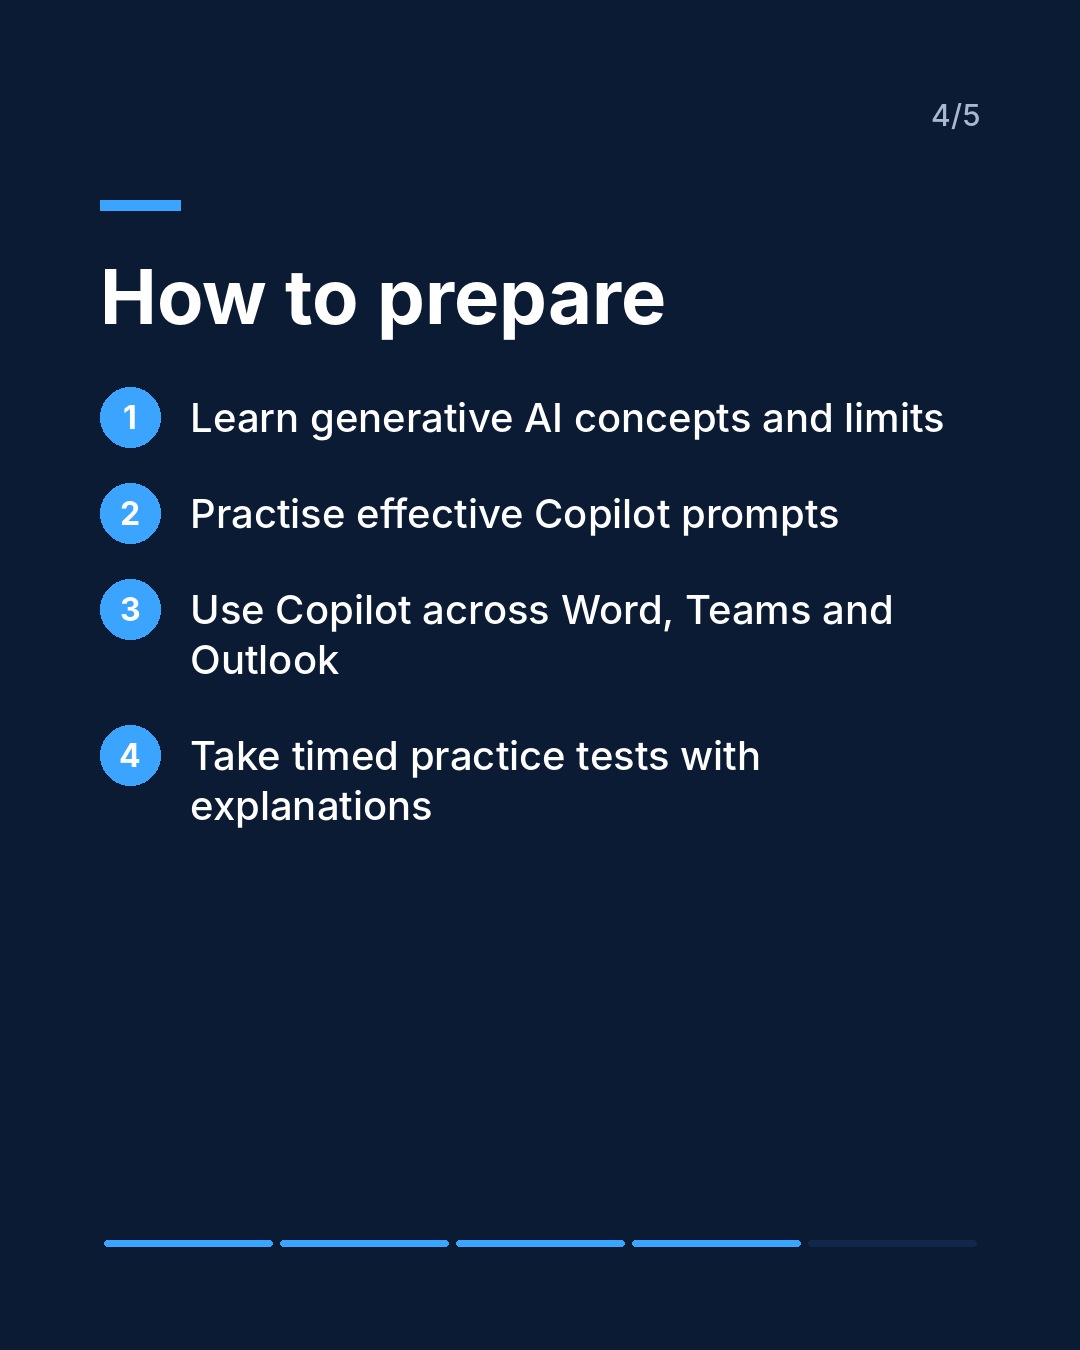 4/5
How to prepare
1 Learn generative AI concepts and limits
2 Practise effective Copilot prompts
3 Use Copilot across Word, Teams and
Outlook
4 Take timed practice tests with
explanations